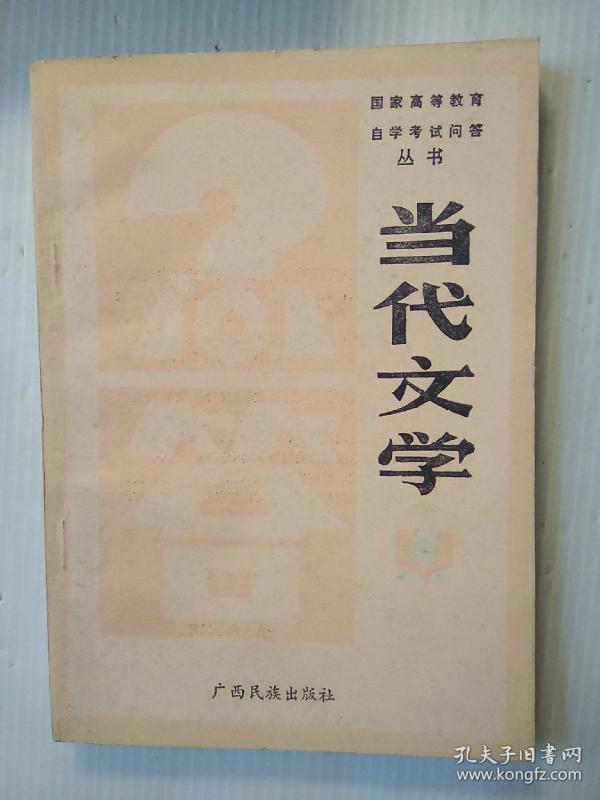 国家高等教育
自学考试问答
丛书
当代文学
答
广西民族出版社
孔夫子旧书网
www.kongfz.com